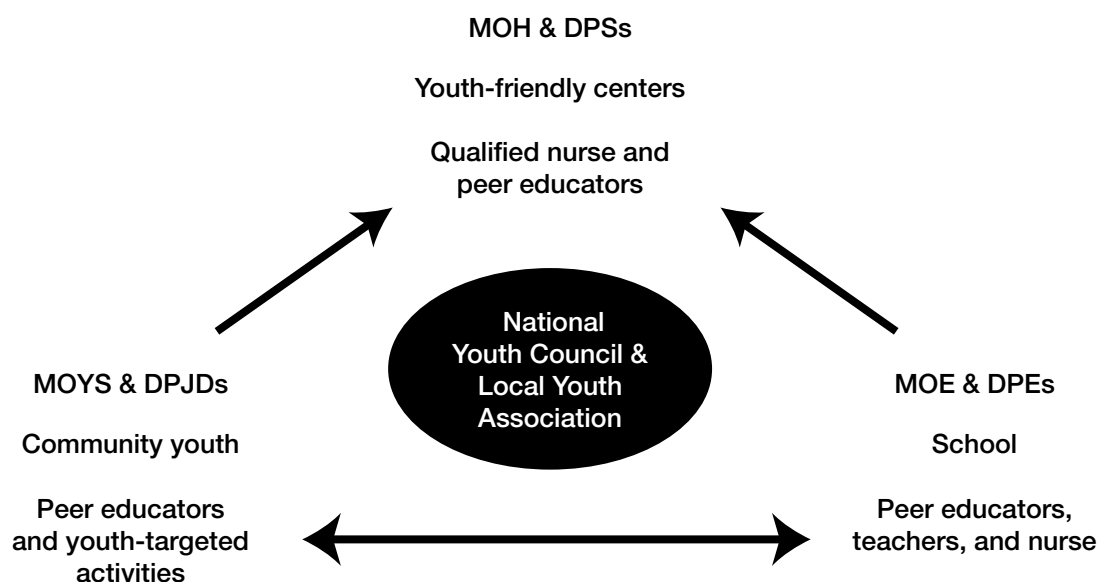 MOH & DPSs
Youth-friendly centers
Qualified nurse and
peer educators
National
Youth Council &
Local Youth
Association
MOYS & DPJDs
Community youth
Peer educators
and youth-targeted
activities
MOE & DPEs
School
Peer educators,
teachers, and nurse